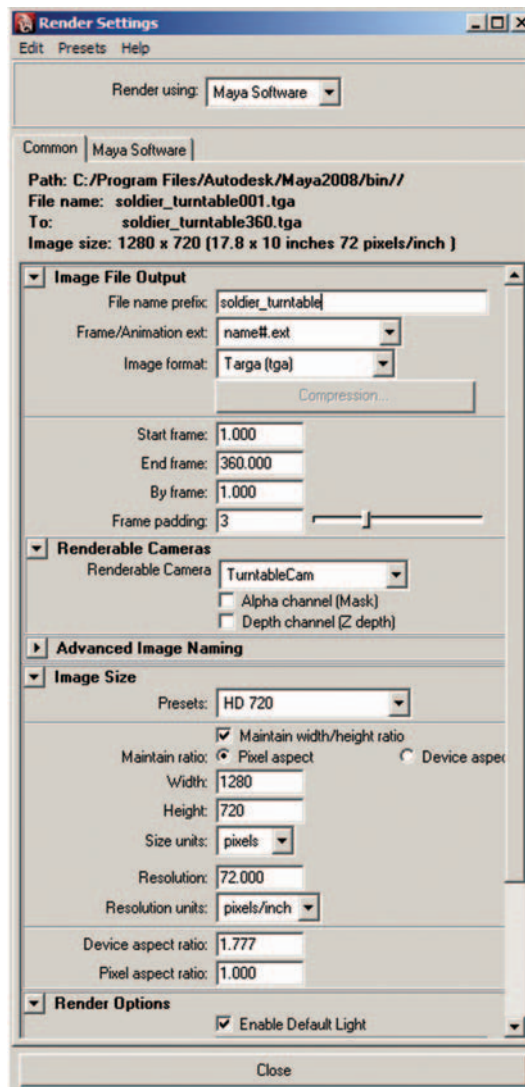 Render Settings
Edit Presets Help
Render using: Maya Software
Common Maya Software
Path: C:/Program Files/Autodesk/Maya2008/bin//
File name: soldier_turntable001.tga
To: soldier_turntable360.tga
Image size: 1280 x 720 (17.8 x 10 inches 72 pixels/inch )
Image File Output
File name prefix: soldier_turntable
Frame/Animation ext: name#.ext
Image format: Targa (tga)
Compression...
Start frame: 1.000
End frame: 360.000
By frame: 1.000
Frame padding: 3
Renderable Cameras
Renderable Camera TurntableCam
Alpha channel (Mask)
Depth channel (Z depth)
Advanced Image Naming
Image Size
Presets: HD 720
Maintain width/height ratio
Maintain ratio: Pixel aspect Device aspec
Width: 1280
Height: 720
Size units: pixels
Resolution: 72.000
Resolution units: pixels/inch
Device aspect ratio: 1.777
Pixel aspect ratio: 1.000
Render Options
Enable Default Light
Close